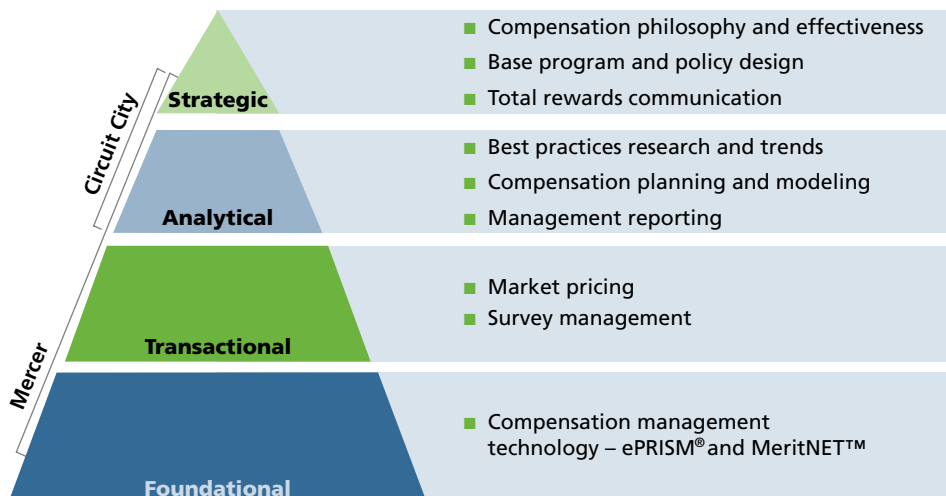 Compensation philosophy and effectiveness
Base program and policy design
Total rewards communication
Strategic
Circuit City
Best practices research and trends
Compensation planning and modeling
Management reporting
Analytical
Market pricing
Survey management
Transactional
Mercer
Compensation management
technology – ePRISM® and MeritNET™
Foundational